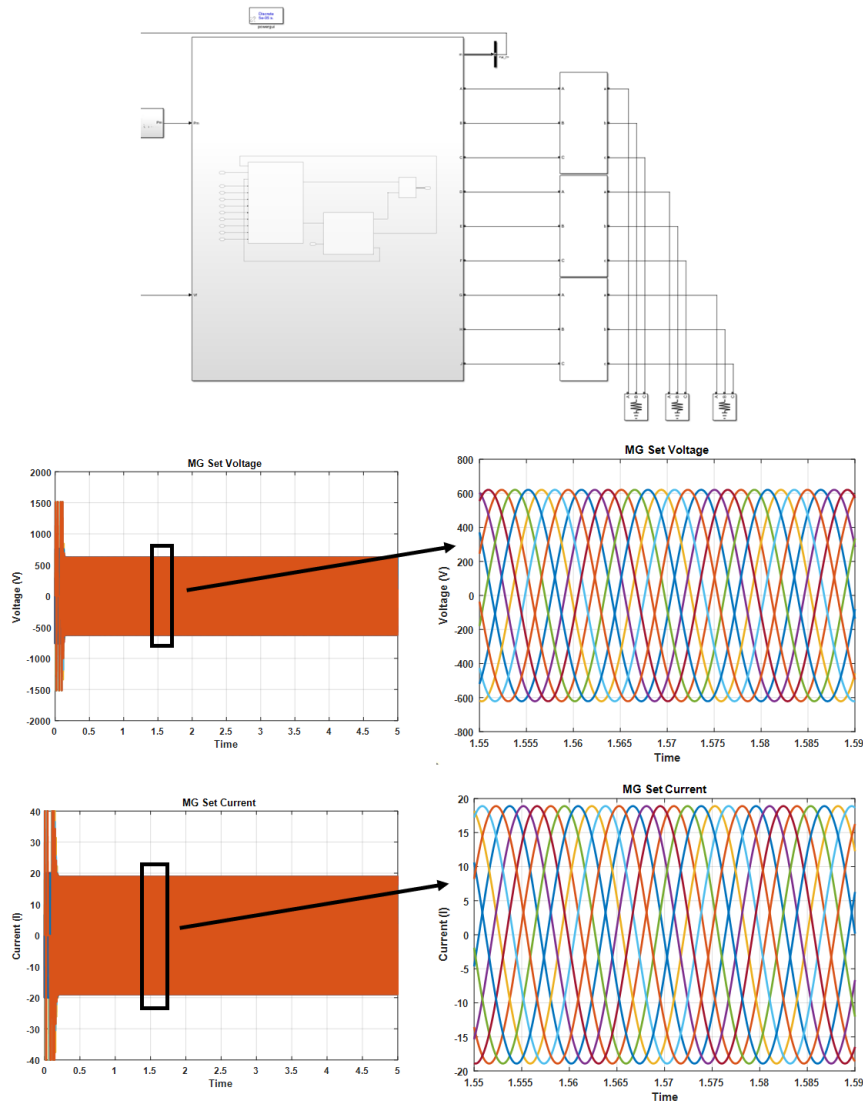 Discrete
powergui
A
B
C
D
E
F
G
H
J
A
B
C
A
B
C
A
B
C
a
b
c
a
b
c
a
b
c
A B C
A B C
A B C
MG Set Voltage
2000
1500
1000
500
0
-500
-1000
-1500
-2000
Voltage (V)
0 0.5 1 1.5 2 2.5 3 3.5 4 4.5 5
Time
MG Set Voltage
800
600
400
200
0
-200
-400
-600
-800
Voltage (V)
1.55 1.555 1.56 1.565 1.57 1.575 1.58 1.585 1.59
Time
MG Set Current
40
30
20
10
0
-10
-20
-30
-40
Current (I)
0 0.5 1 1.5 2 2.5 3 3.5 4 4.5 5
Time
MG Set Current
20
15
10
5
0
-5
-10
-15
-20
Current (I)
1.55 1.555 1.56 1.565 1.57 1.575 1.58 1.585 1.59
Time